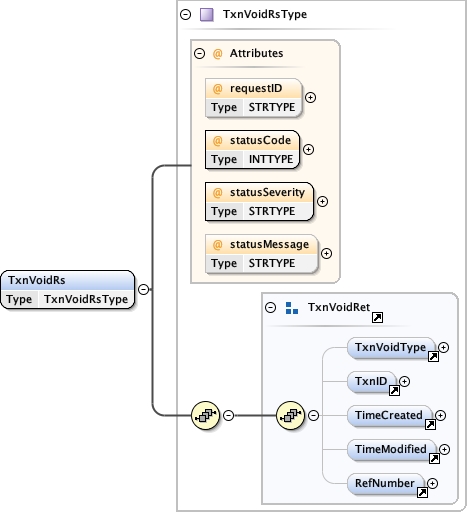 TxnVoidRsType
@ Attributes
@ requestID
Type STRTYPE
@ statusCode
Type INTTYPE
@ statusSeverity
Type STRTYPE
@ statusMessage
Type STRTYPE
TxnVoidRs
Type TxnVoidRsType
TxnVoidRet
TxnVoidType
TxnID
TimeCreated
TimeModified
RefNumber